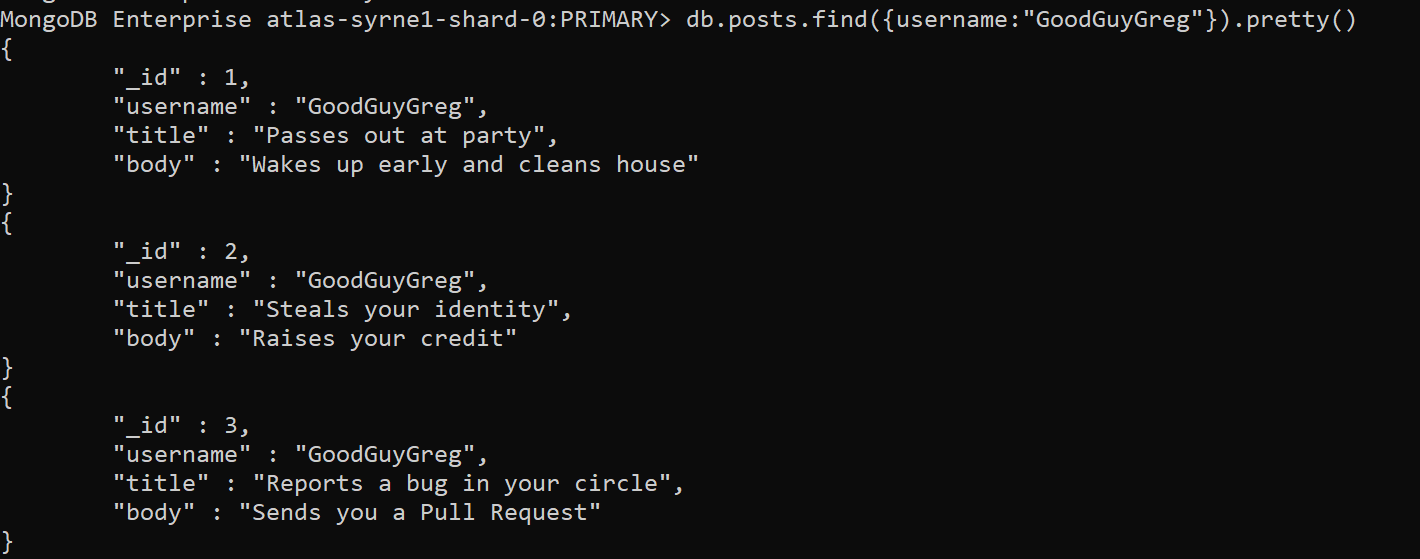 MongoDB Enterprise atlas-syrne1-shard-0:PRIMARY> db.posts.find({username:"GoodGuyGreg"}).pretty()
{
        "_id" : 1,
        "username" : "GoodGuyGreg",
        "title" : "Passes out at party",
        "body" : "Wakes up early and cleans house"
}
{
        "_id" : 2,
        "username" : "GoodGuyGreg",
        "title" : "Steals your identity",
        "body" : "Raises your credit"
}
{
        "_id" : 3,
        "username" : "GoodGuyGreg",
        "title" : "Reports a bug in your circle",
        "body" : "Sends you a Pull Request"
}